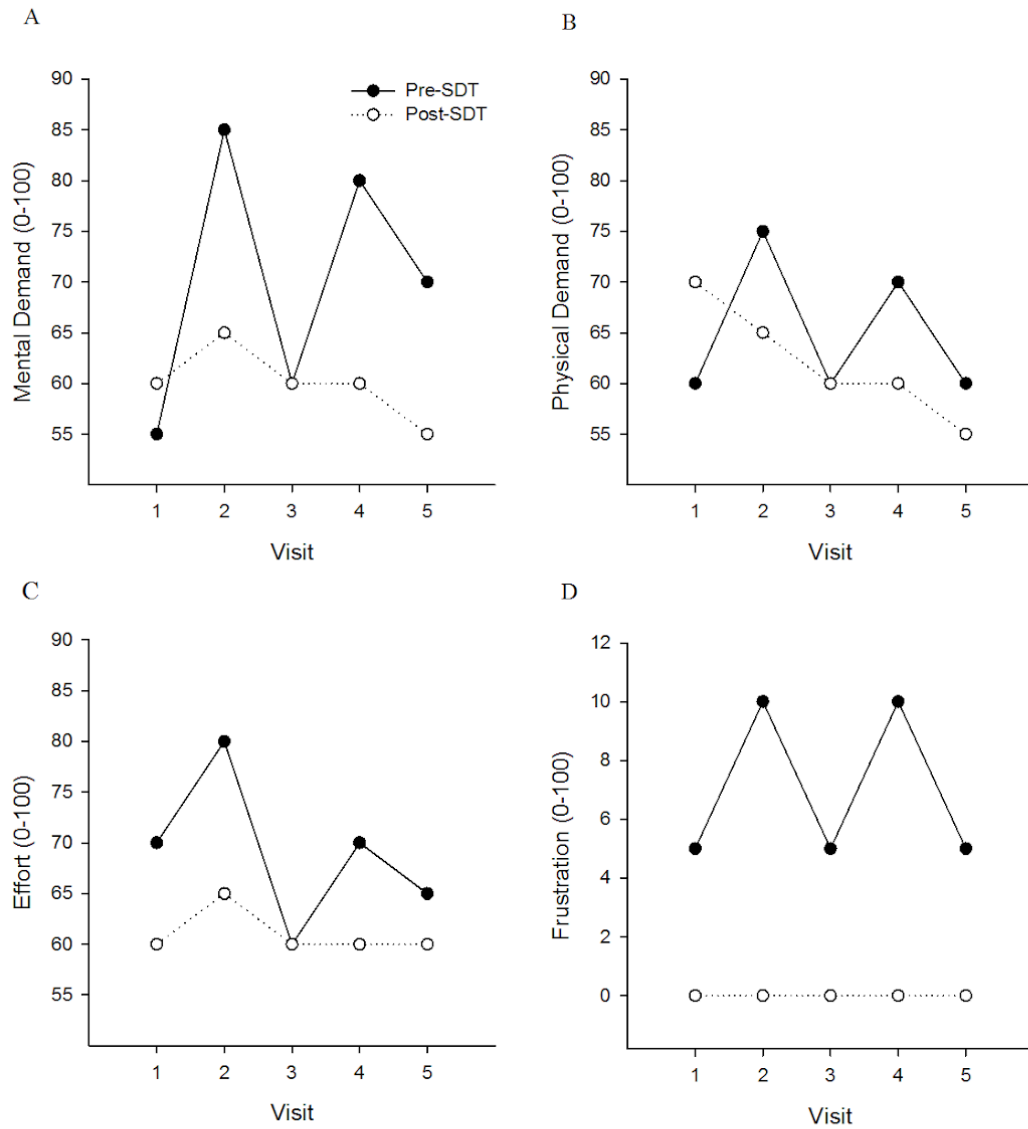 A
Mental Demand (0-100)
90
85
80
75
70
65
60
55
Pre-SDT
Post-SDT
1 2 3 4 5
Visit
B
Physical Demand (0-100)
90
85
80
75
70
65
60
55
1 2 3 4 5
Visit
C
Effort (0-100)
90
85
80
75
70
65
60
55
1 2 3 4 5
Visit
D
Frustration (0-100)
12
10
8
6
4
2
0
1 2 3 4 5
Visit